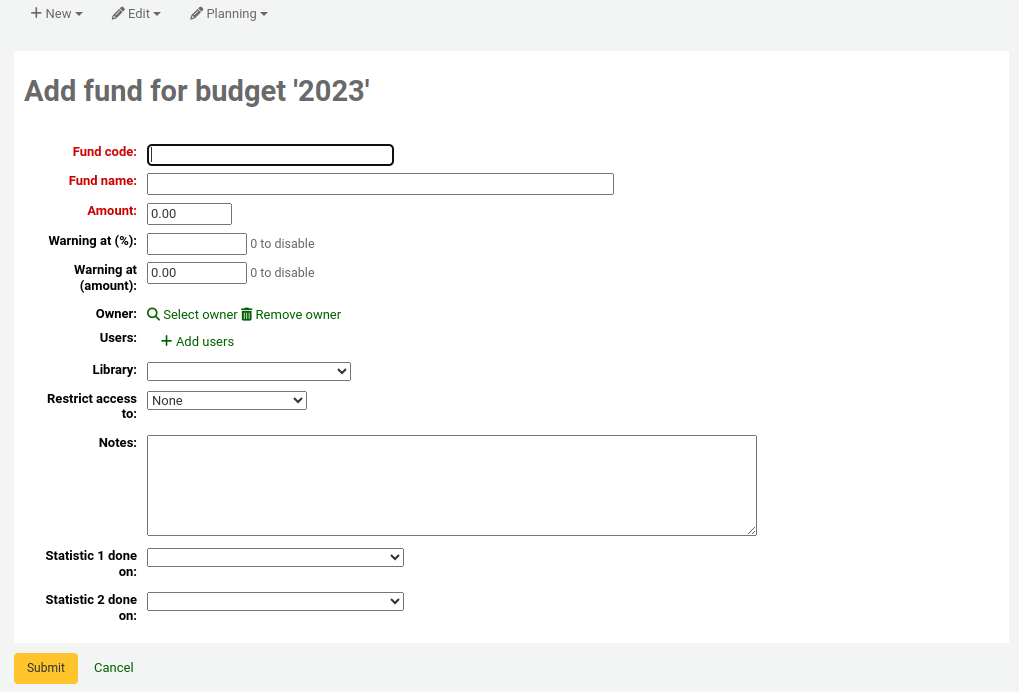 New Edit Planning
Add fund for budget '2023'
Fund code:
Fund name:
Amount: 0.00
Warning at (%): 0 to disable
Warning at (amount): 0.00 0 to disable
Owner: Select owner Remove owner
Users: Add users
Library:
Restrict access to: None
Notes:
Statistic 1 done on:
Statistic 2 done on:
Submit Cancel